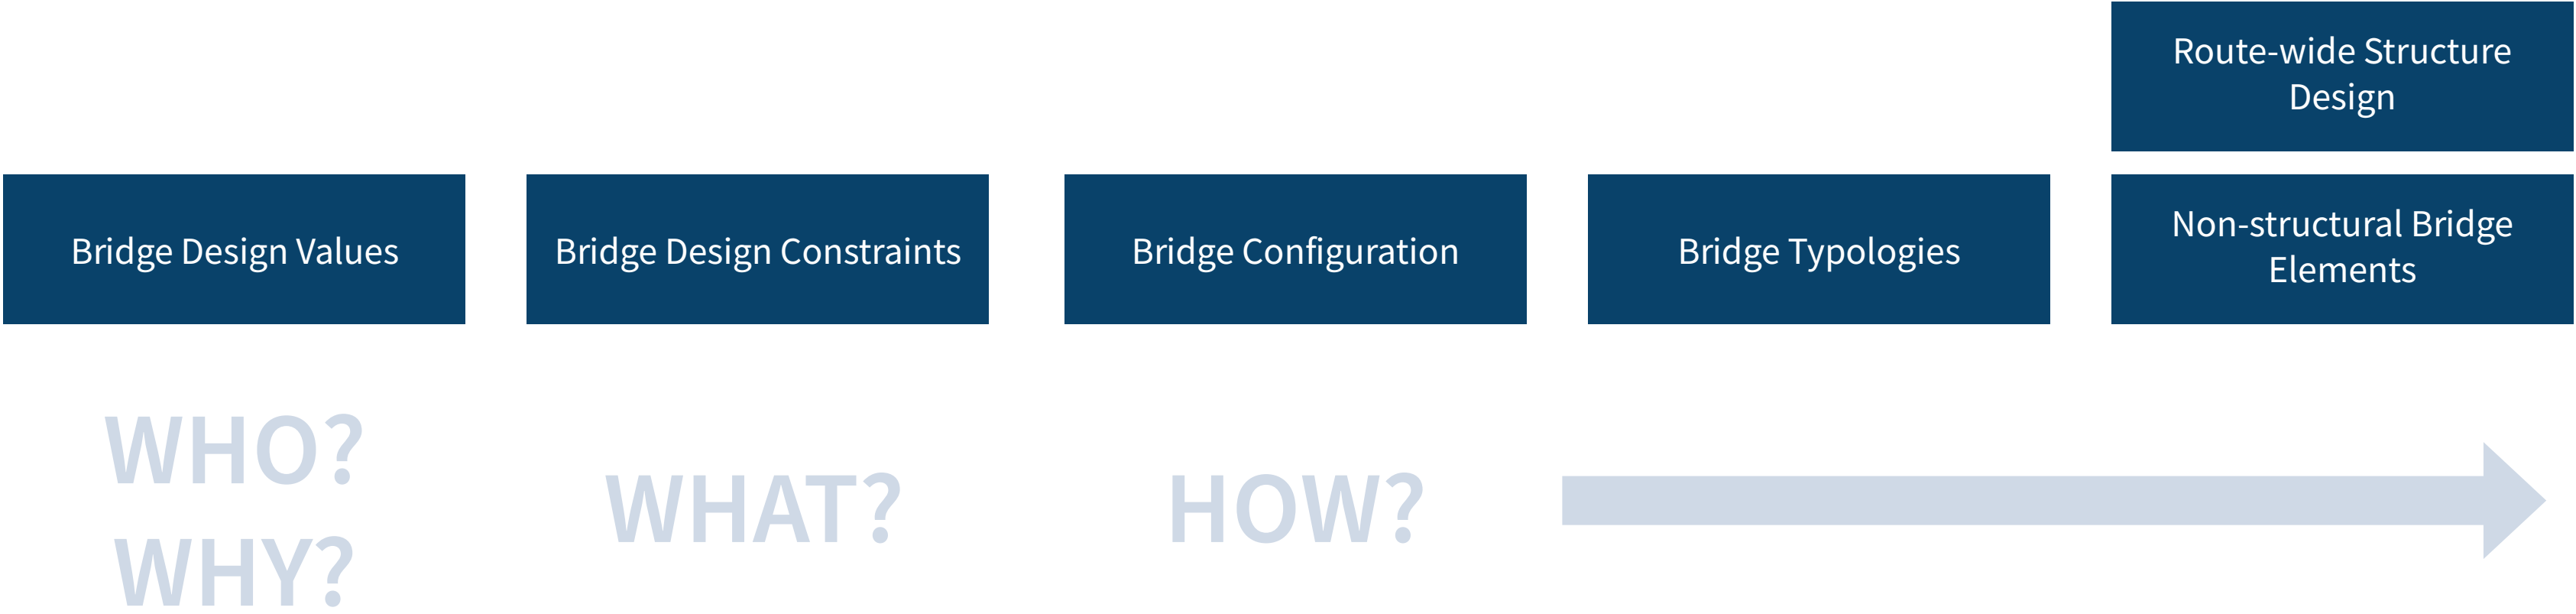 Route-wide Structure
Design
Bridge Design Values
Bridge Design Constraints
Bridge Configuration
Bridge Typologies
Non-structural Bridge
Elements
WHO?
WHY?
WHAT?
HOW?